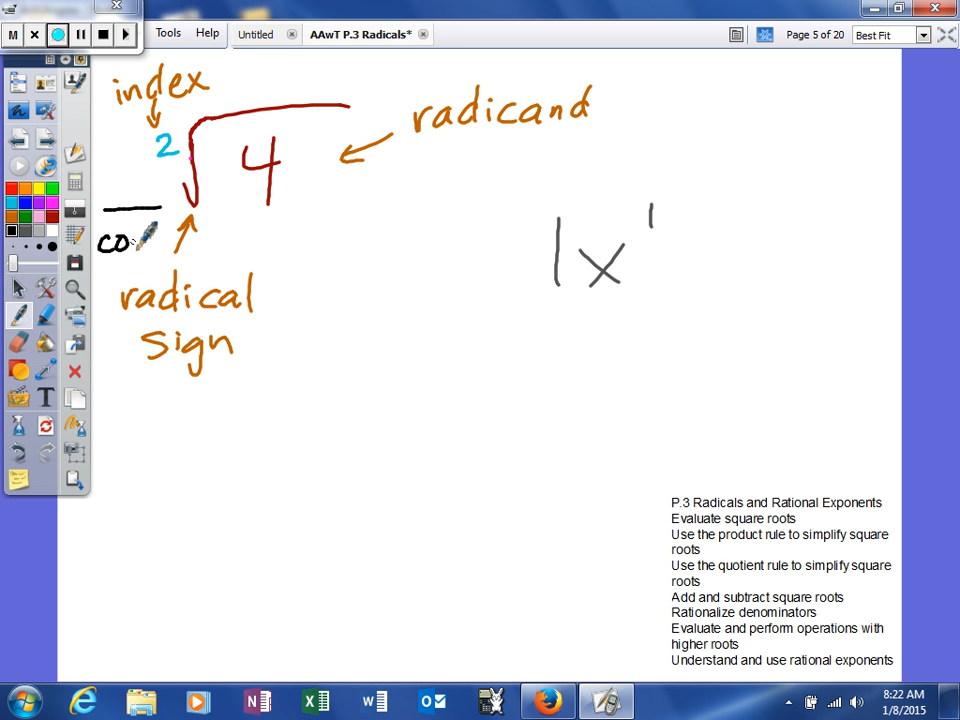 M
Tools Help Untitled AAwT P.3 Radicals* Page 5 of 20 Best Fit
index
radicand
2 √4
co
1x¹
radical
sign
P.3 Radicals and Rational Exponents
Evaluate square roots
Use the product rule to simplify square
roots
Use the quotient rule to simplify square
roots
Add and subtract square roots
Rationalize denominators
Evaluate and perform operations with
higher roots
Understand and use rational exponents
8:22 AM
1/8/2015